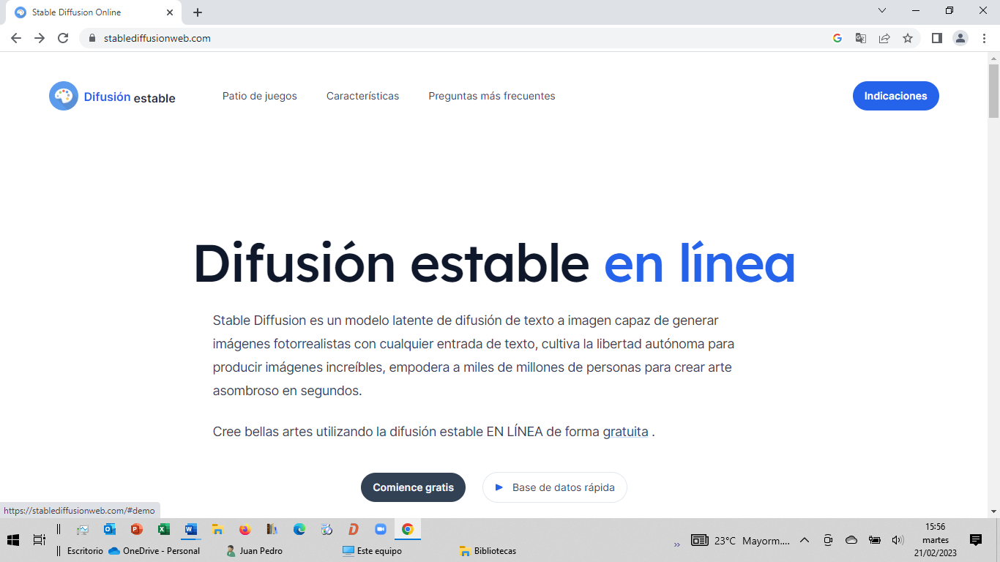 Stable Diffusion Online
stablediffusionweb.com
Difusión estable
Patio de juegos
Características
Preguntas más frecuentes
Indicaciones
Difusión estable en línea
Stable Diffusion es un modelo latente de difusión de texto a imagen capaz de generar
imágenes fotorrealistas con cualquier entrada de texto, cultiva la libertad autónoma para
producir imágenes increíbles, empodera a miles de millones de personas para crear arte
asombroso en segundos.
Cree bellas artes utilizando la difusión estable EN LÍNEA de forma gratuita .
Comience gratis
Base de datos rápida
https://stablediffusionweb.com/#demo
Escritorio
OneDrive - Personal
Juan Pedro
Este equipo
Bibliotecas
23°C Mayorm....
15:56
martes
21/02/2023